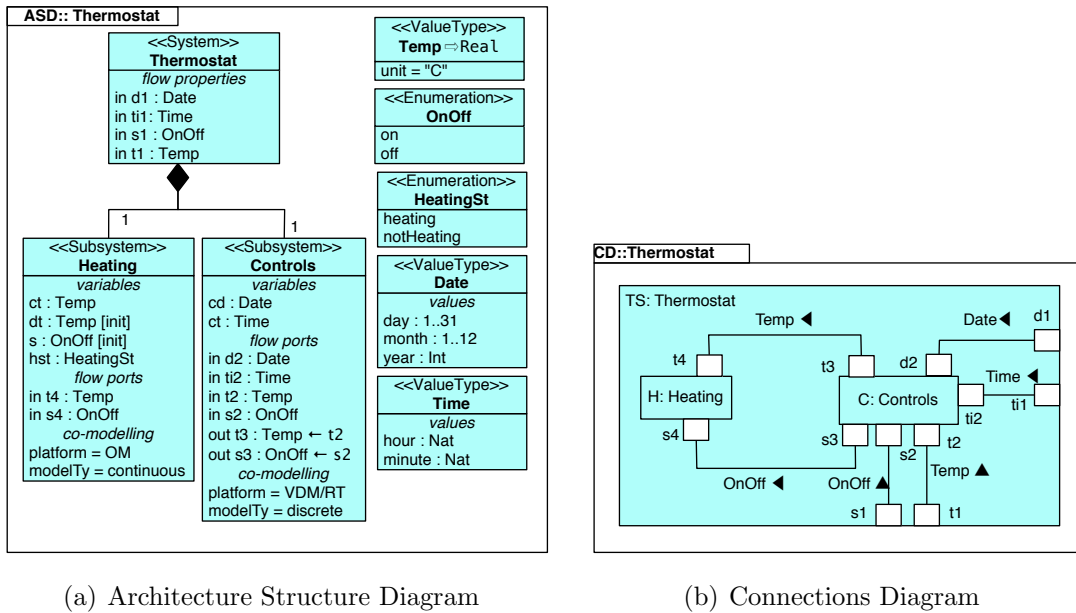 ASD:: Thermostat
<<System>>
Thermostat
flow properties
in d1 : Date
in ti1: Time
in s1 : OnOff
in t1 : Temp
1
1
<<Subsystem>>
Heating
variables
ct : Temp
dt : Temp [init]
s : OnOff [init]
hst : HeatingSt
flow ports
in t4 : Temp
in s4 : OnOff
co-modelling
platform = OM
modelTy = continuous
<<Subsystem>>
Controls
variables
cd : Date
ct : Time
flow ports
in d2 : Date
in ti2 : Time
in t2 : Temp
in s2 : OnOff
out t3 : Temp ← t2
out s3 : OnOff ← s2
co-modelling
platform = VDM/RT
modelTy = discrete
<<ValueType>>
Temp ⇨ Real
unit = "C"
<<Enumeration>>
OnOff
on
off
<<Enumeration>>
HeatingSt
heating
notHeating
<<ValueType>>
Date
values
day : 1..31
month : 1..12
year : Int
<<ValueType>>
Time
values
hour : Nat
minute : Nat
(a) Architecture Structure Diagram
CD::Thermostat
TS: Thermostat
Temp ◀
Date ◀
d1
t4
t3
d2
Time ◀
H: Heating
C: Controls
ti2
ti1
s4
s3
s2
t2
Temp ▲
OnOff ◀
OnOff ▲
s1
t1
(b) Connections Diagram